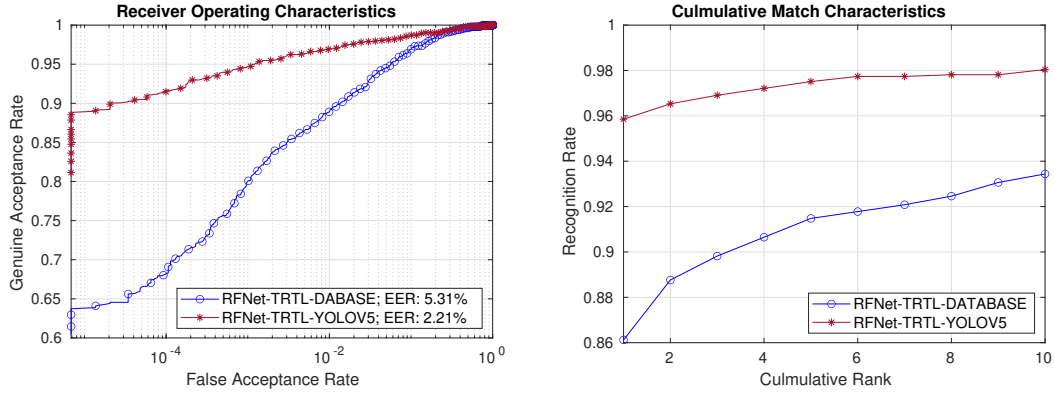 Receiver Operating Characteristics
1
0.95
0.9
0.85
0.8
0.75
0.7
0.65
0.6
Genuine Acceptance Rate
RFNet-TRTL-DABASE; EER: 5.31%
RFNet-TRTL-YOLOV5; EER: 2.21%
10^-4
10^-2
10^0
False Acceptance Rate
Culmulative Match Characteristics
1
0.98
0.96
0.94
0.92
0.9
0.88
0.86
Recognition Rate
RFNet-TRTL-DATABASE
RFNet-TRTL-YOLOV5
2
4
6
8
10
Culmulative Rank